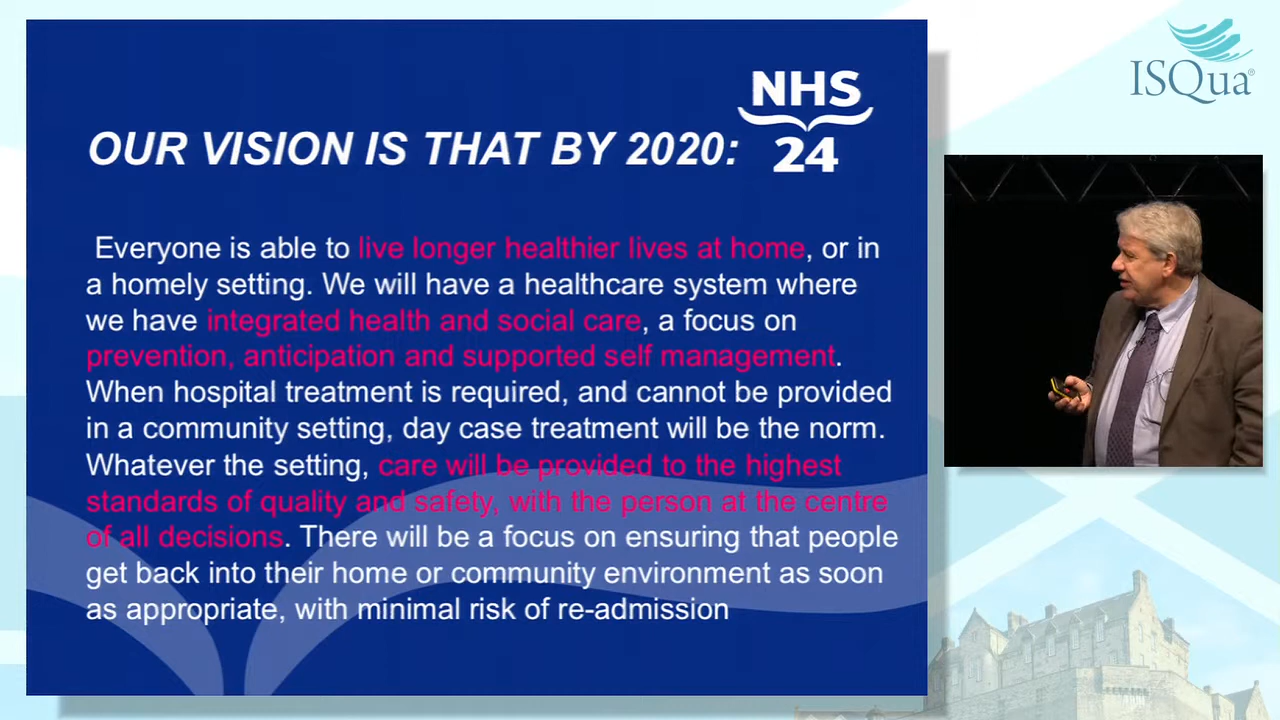 ISQua®
NHS
24
OUR VISION IS THAT BY 2020:
Everyone is able to live longer healthier lives at home, or in
a homely setting. We will have a healthcare system where
we have integrated health and social care, a focus on
prevention, anticipation and supported self management.
When hospital treatment is required, and cannot be provided
in a community setting, day case treatment will be the norm.
Whatever the setting, care will be provided to the highest
standards of quality and safety, with the person at the centre
of all decisions. There will be a focus on ensuring that people
get back into their home or community environment as soon
as appropriate, with minimal risk of re-admission